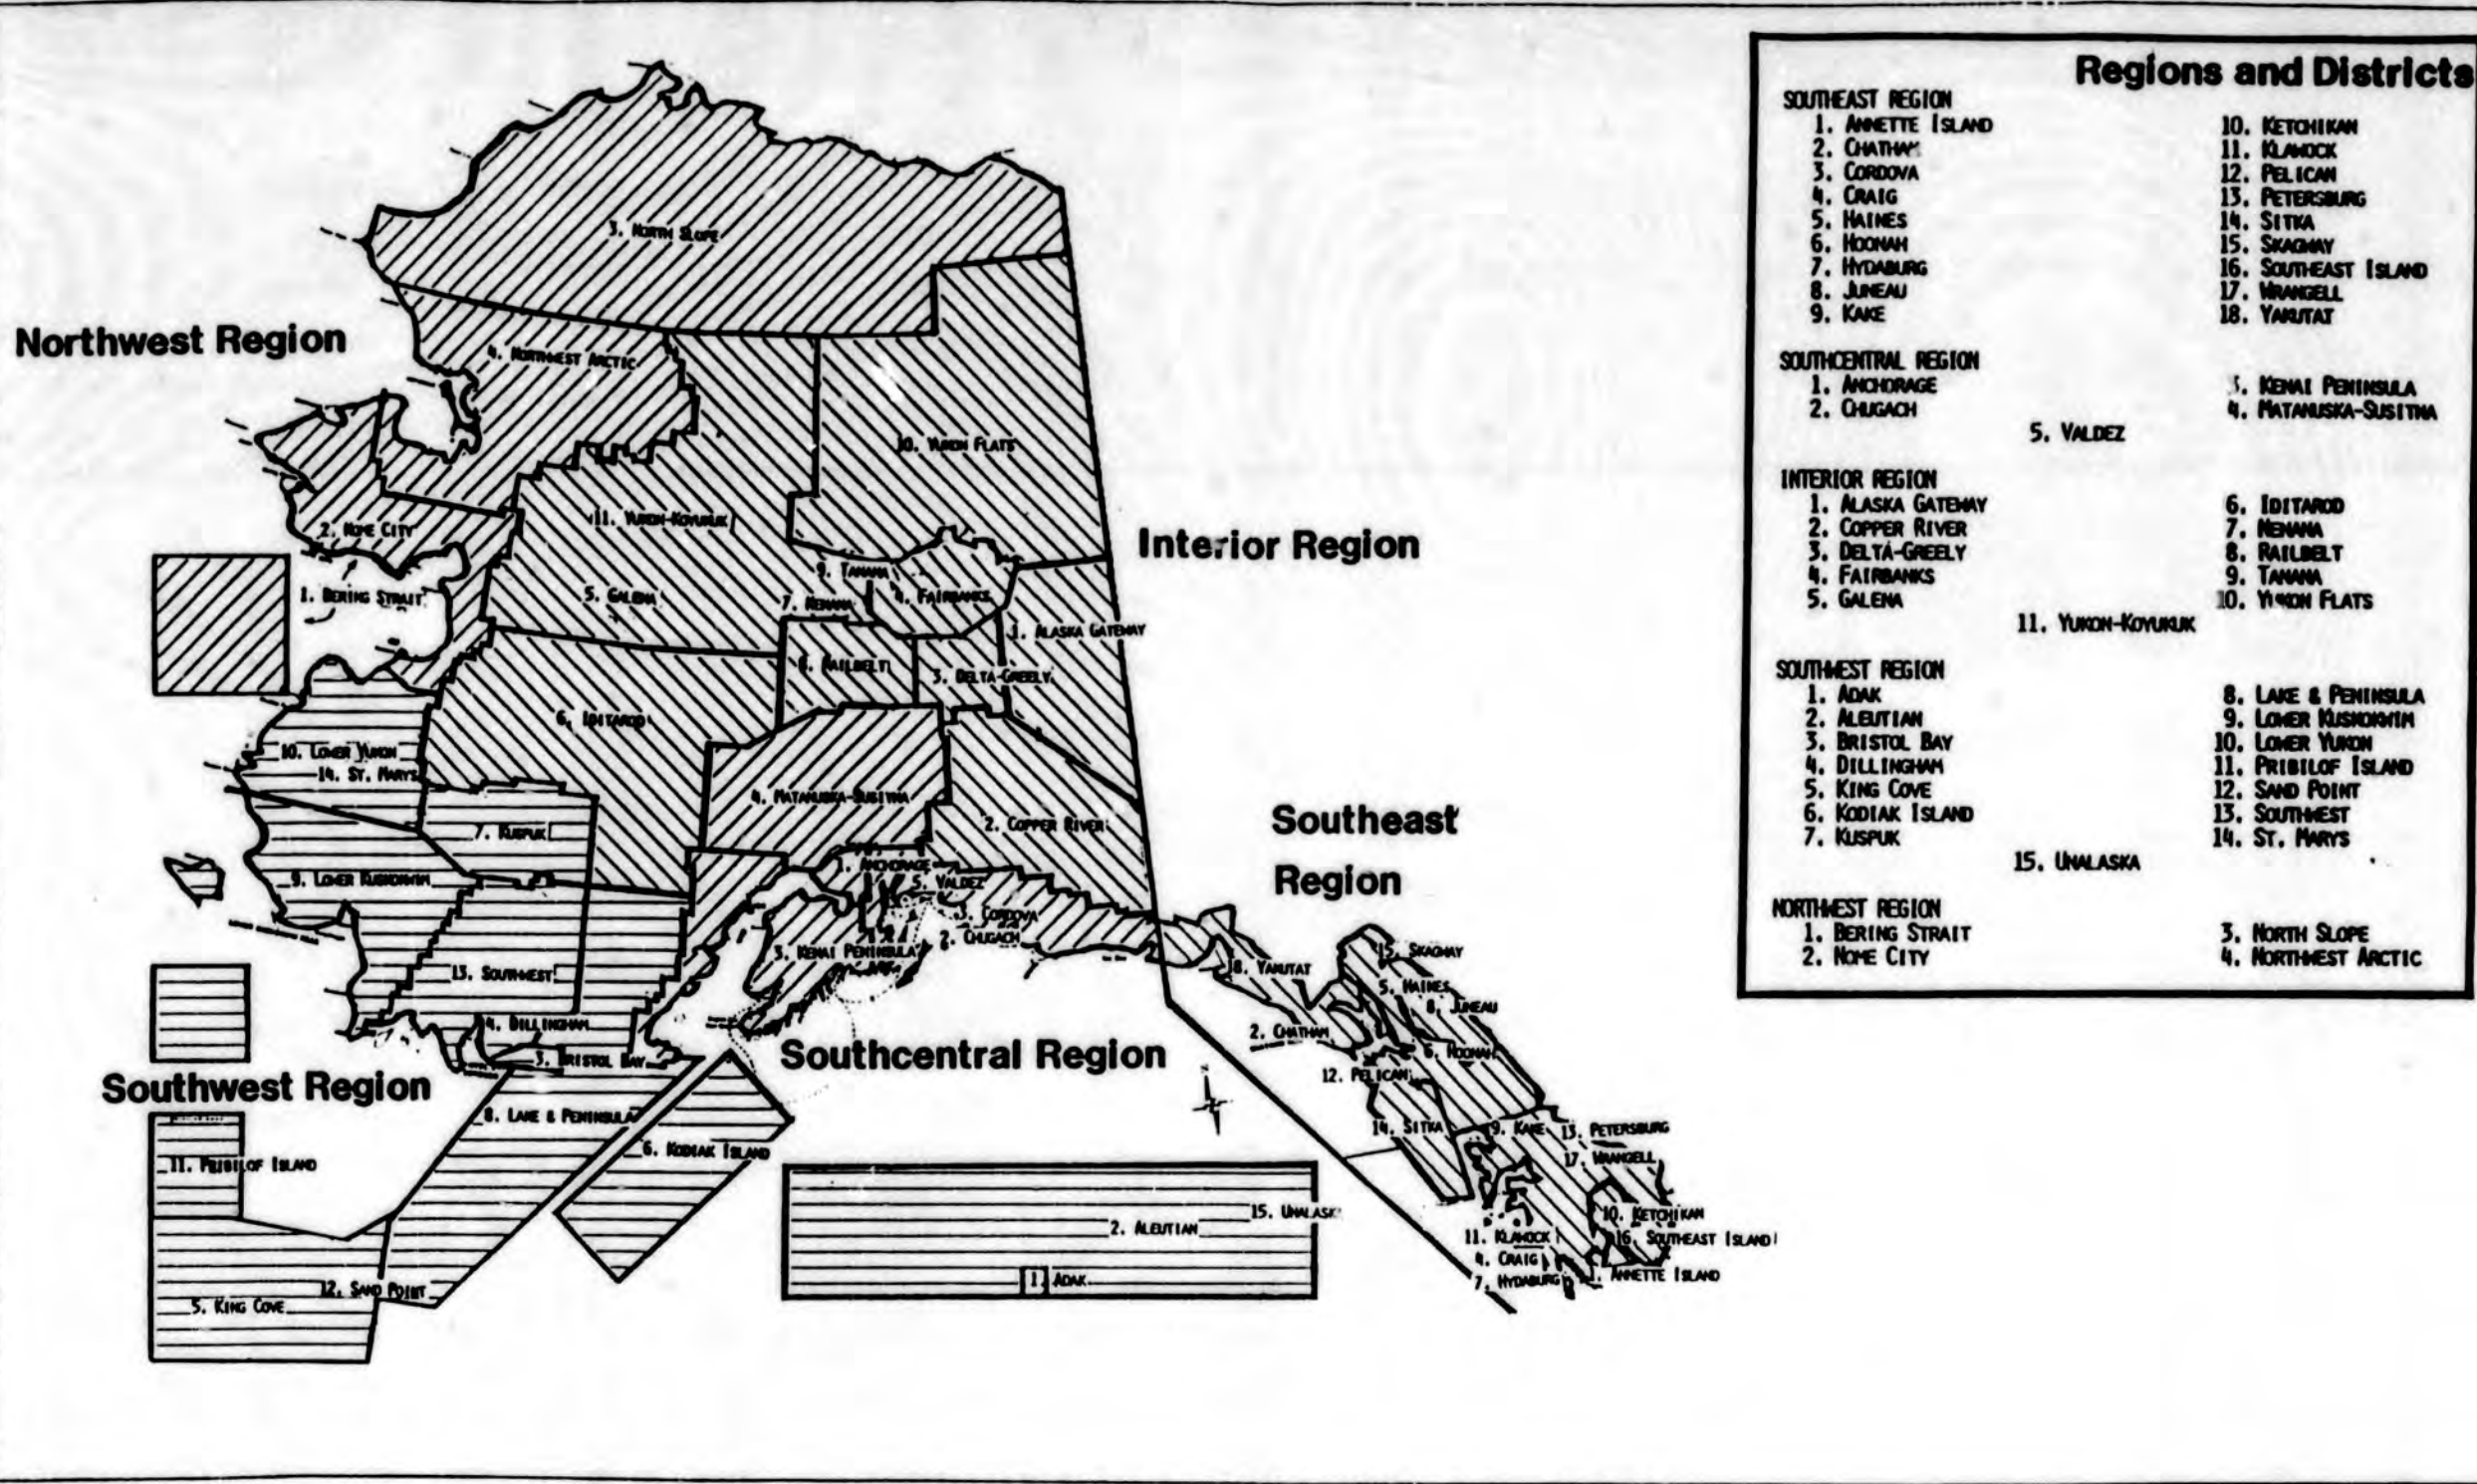 Regions and Districts
SOUTHEAST REGION
1. ANNETTE ISLAND
2. CHATHAM
3. CORDOVA
4. CRAIG
5. HAINES
6. HOONAH
7. HYDABURG
8. JUNEAU
9. KAKE
10. KETCHIKAN
11. KLAWOCK
12. PELICAN
13. PETERSBURG
14. SITKA
15. SKAGWAY
16. SOUTHEAST ISLAND
17. WRANGELL
18. YAKUTAT
SOUTHCENTRAL REGION
1. ANCHORAGE
2. CHUGACH
3. KENAI PENINSULA
4. MATANUSKA-SUSITNA
5. VALDEZ
INTERIOR REGION
1. ALASKA GATEWAY
2. COPPER RIVER
3. DELTA-GREELY
4. FAIRBANKS
5. GALENA
6. IDITAROD
7. NENANA
8. RAILBELT
9. TANANA
10. YUKON FLATS
11. YUKON-KOYUKUK
SOUTHWEST REGION
1. ADAK
2. ALEUTIAN
3. BRISTOL BAY
4. DILLINGHAM
5. KING COVE
6. KODIAK ISLAND
7. KUSPUK
8. LAKE & PENINSULA
9. LOWER KUSKOKWIM
10. LOWER YUKON
11. PRIBILOF ISLAND
12. SAND POINT
13. SOUTHWEST
14. ST. MARYS
15. UNALASKA
NORTHWEST REGION
1. BERING STRAIT
2. NOME CITY
3. NORTH SLOPE
4. NORTHWEST ARCTIC
Northwest Region
3. NORTH SLOPE
4. NORTHWEST ARCTIC
2. NOME CITY
1. BERING STRAIT
Interior Region
10. YUKON FLATS
11. YUKON-KOYUKUK
9. TANANA
5. GALENA
7. NENANA
4. FAIRBANKS
1. ALASKA GATEWAY
8. RAILBELT
3. DELTA-GREELY
6. IDITAROD
2. COPPER RIVER
Southwest Region
10. LOWER YUKON
14. ST. MARYS
7. KUSPUK
9. LOWER KUSKOKWIM
13. SOUTHWEST
4. DILLINGHAM
3. BRISTOL BAY
8. LAKE & PENINSULA
6. KODIAK ISLAND
11. PRIBILOF ISLAND
12. SAND POINT
5. KING COVE
15. UNALASK
2. ALEUTIAN
1. ADAK
Southcentral Region
4. MATANUSKA-SUSITNA
1. ANCHORAGE
5. VALDEZ
3. CORDOVA
2. CHUGACH
3. KENAI PENINSULA
Southeast
Region
15. SKAGWAY
18. YAKUTAT
5. HAINES
8. JUNEAU
2. CHATHAM
6. HOONAH
12. PELICAN
14. SITKA
9. KAKE
13. PETERSBURG
17. WRANGELL
10. KETCHIKAN
11. KLAWOCK
16. SOUTHEAST ISLAND
4. CRAIG
7. HYDABURG
1. ANNETTE ISLAND